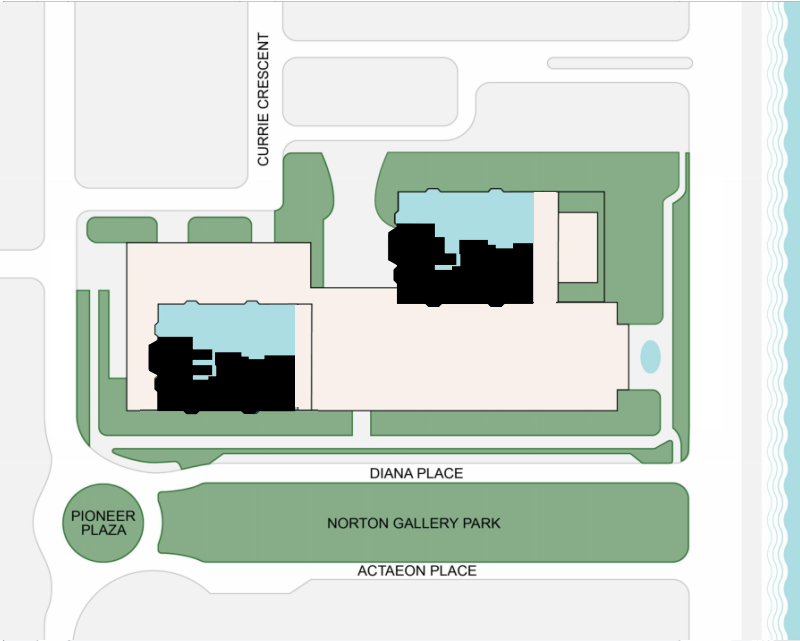 CURRIE CRESCENT
DIANA PLACE
PIONEER
PLAZA
NORTON GALLERY PARK
ACTAEON PLACE